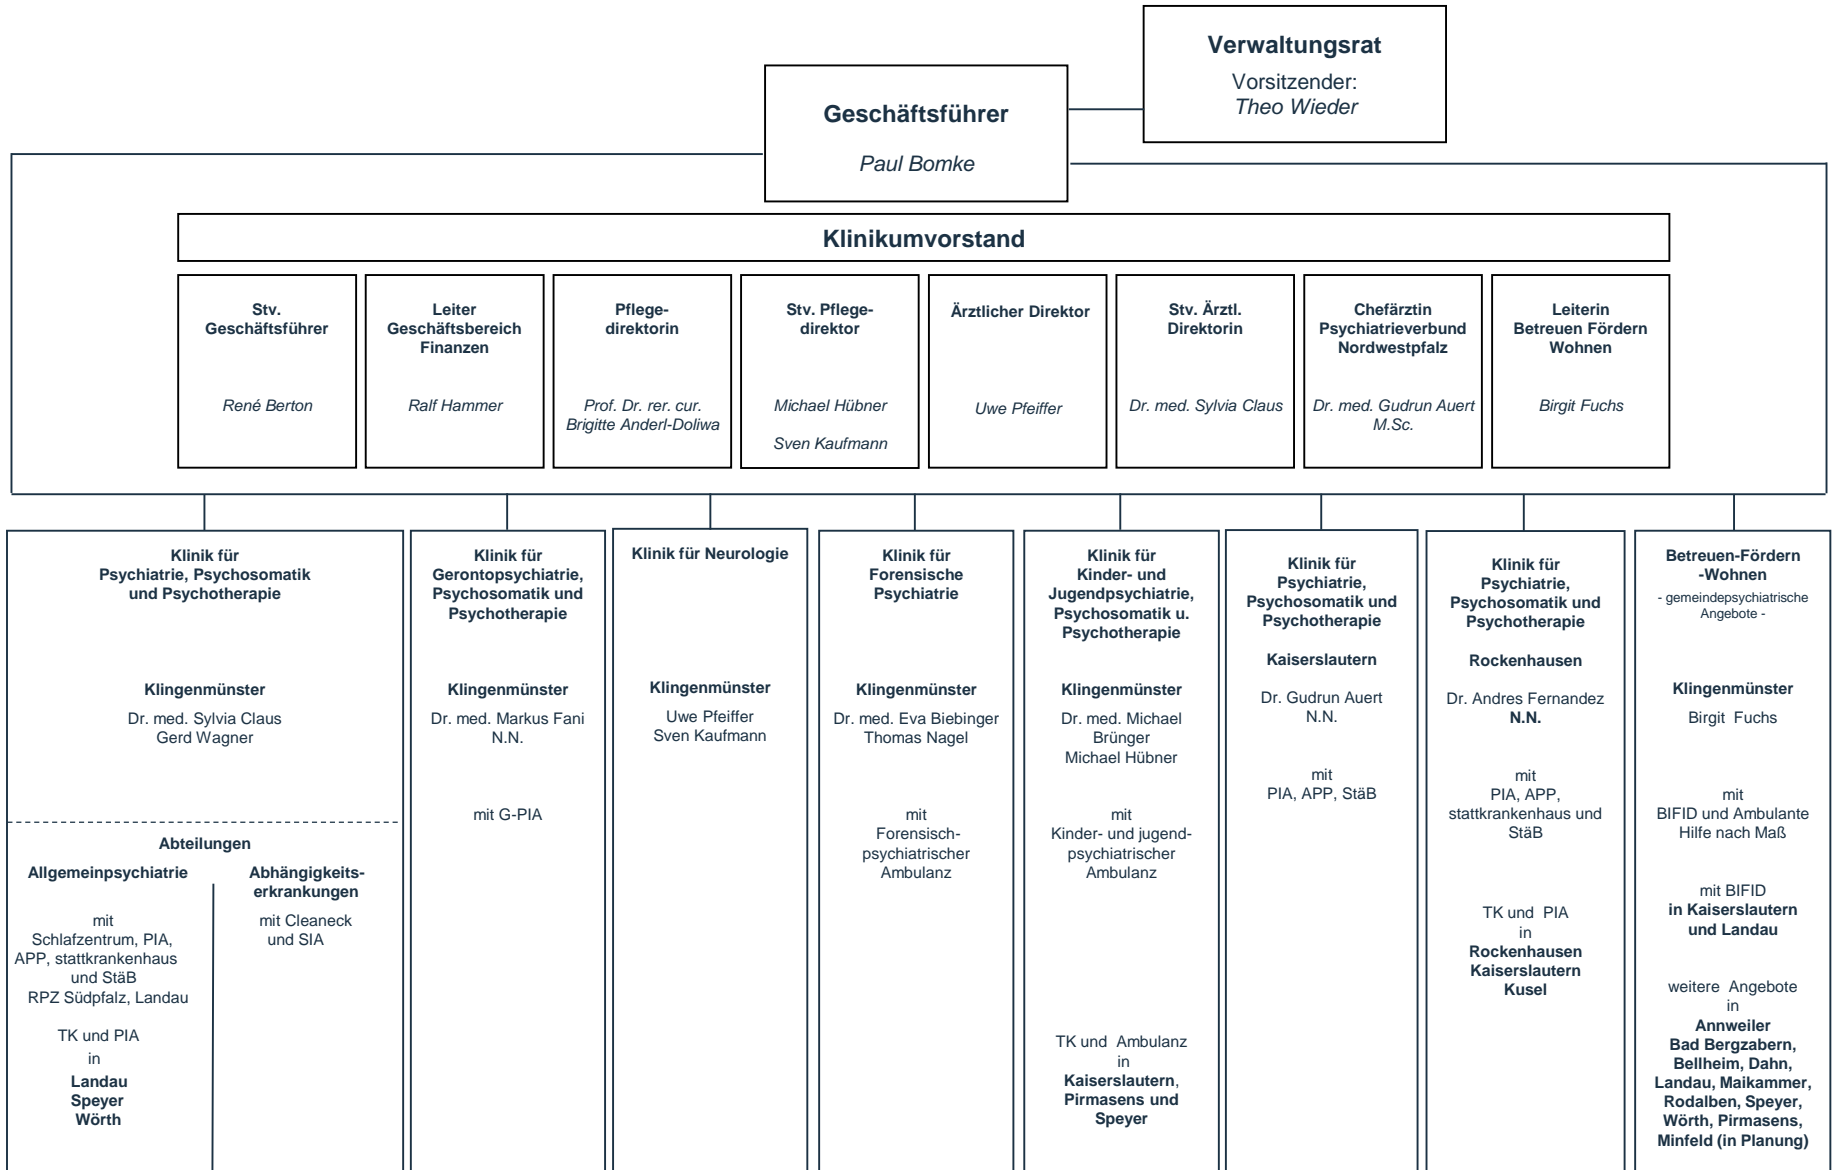 Verwaltungsrat
Vorsitzender:
Theo Wieder
Geschäftsführer
Paul Bomke
Klinikumvorstand
Stv.
Geschäftsführer
René Berton
Leiter
Geschäftsbereich
Finanzen
Ralf Hammer
Pflege-
direktorin
Prof. Dr. rer. cur.
Brigitte Anderl-Doliwa
Stv. Pflege-
direktor
Michael Hübner
Sven Kaufmann
Ärztlicher Direktor
Uwe Pfeiffer
Stv. Ärztl.
Direktorin
Dr. med. Sylvia Claus
Chefärztin
Psychiatrieverbund
Nordwestpfalz
Dr. med. Gudrun Auert
M.Sc.
Leiterin
Betreuen Fördern
Wohnen
Birgit Fuchs
Klinik für
Psychiatrie, Psychosomatik
und Psychotherapie
Klingenmünster
Dr. med. Sylvia Claus
Gerd Wagner
Abteilungen
Allgemeinpsychiatrie
mit
Schlafzentrum, PIA,
APP, stattkrankenhaus
und StäB
RPZ Südpfalz, Landau
TK und PIA
in
Landau
Speyer
Wörth
Abhängigkeits-
erkrankungen
mit Cleaneck
und SIA
Klinik für
Gerontopsychiatrie,
Psychosomatik und
Psychotherapie
Klingenmünster
Dr. med. Markus Fani
N.N.
mit G-PIA
Klinik für Neurologie
Klingenmünster
Uwe Pfeiffer
Sven Kaufmann
Klinik für
Forensische
Psychiatrie
Klingenmünster
Dr. med. Eva Biebinger
Thomas Nagel
mit
Forensisch-
psychiatrischer
Ambulanz
Klinik für
Kinder- und
Jugendpsychiatrie,
Psychosomatik u.
Psychotherapie
Klingenmünster
Dr. med. Michael
Brünger
Michael Hübner
mit
Kinder- und jugend-
psychiatrischer
Ambulanz
TK und Ambulanz
in
Kaiserslautern,
Pirmasens und
Speyer
Klinik für
Psychiatrie,
Psychosomatik und
Psychotherapie
Kaiserslautern
Dr. Gudrun Auert
N.N.
mit
PIA, APP, StäB
Klinik für
Psychiatrie,
Psychosomatik und
Psychotherapie
Rockenhausen
Dr. Andres Fernandez
N.N.
mit
PIA, APP,
stattkrankenhaus und
StäB
TK und PIA
in
Rockenhausen
Kaiserslautern
Kusel
Betreuen-Fördern
-Wohnen
- gemeindepsychiatrische
Angebote -
Klingenmünster
Birgit Fuchs
mit
BIFID und Ambulante
Hilfe nach Maß
mit BIFID
in Kaiserslautern
und Landau
weitere Angebote
in
Annweiler
Bad Bergzabern,
Bellheim, Dahn,
Landau, Maikammer,
Rodalben, Speyer,
Wörth, Pirmasens,
Minfeld (in Planung)